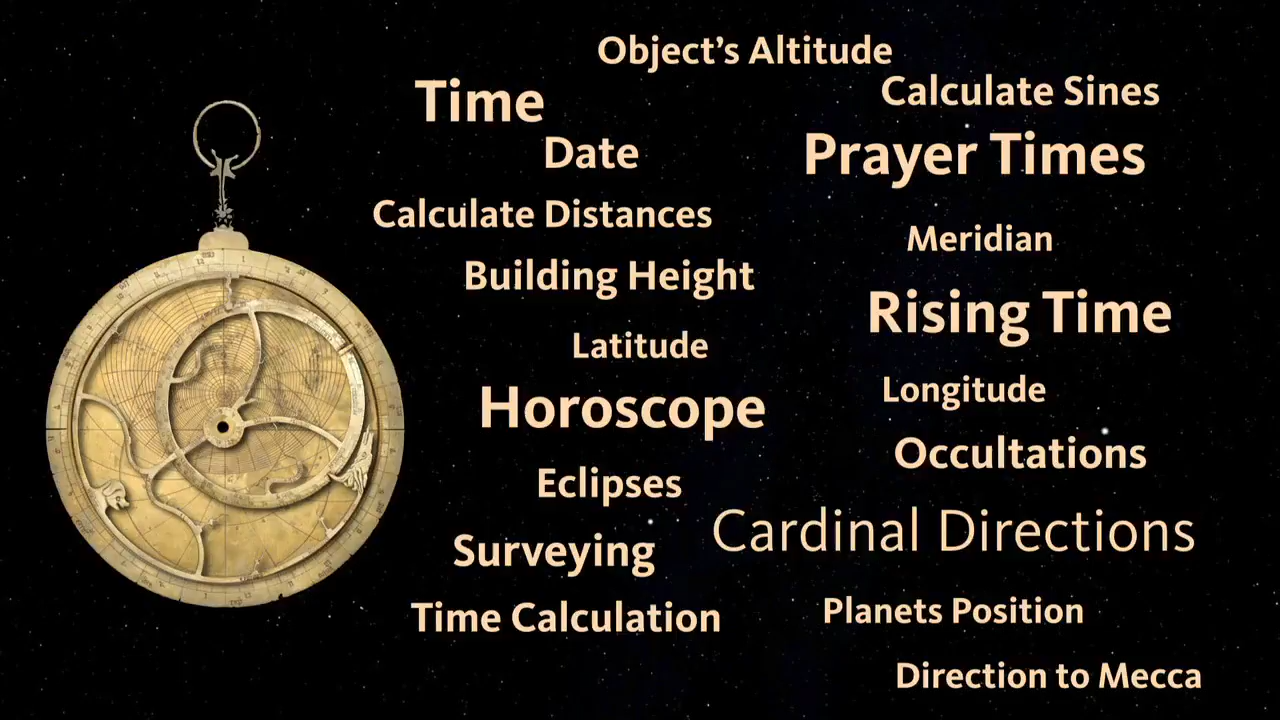 Object’s Altitude
Time
Calculate Sines
Date
Prayer Times
Calculate Distances
Meridian
Building Height
Rising Time
Latitude
Longitude
Horoscope
Occultations
Eclipses
Cardinal Directions
Surveying
Time Calculation
Planets Position
Direction to Mecca